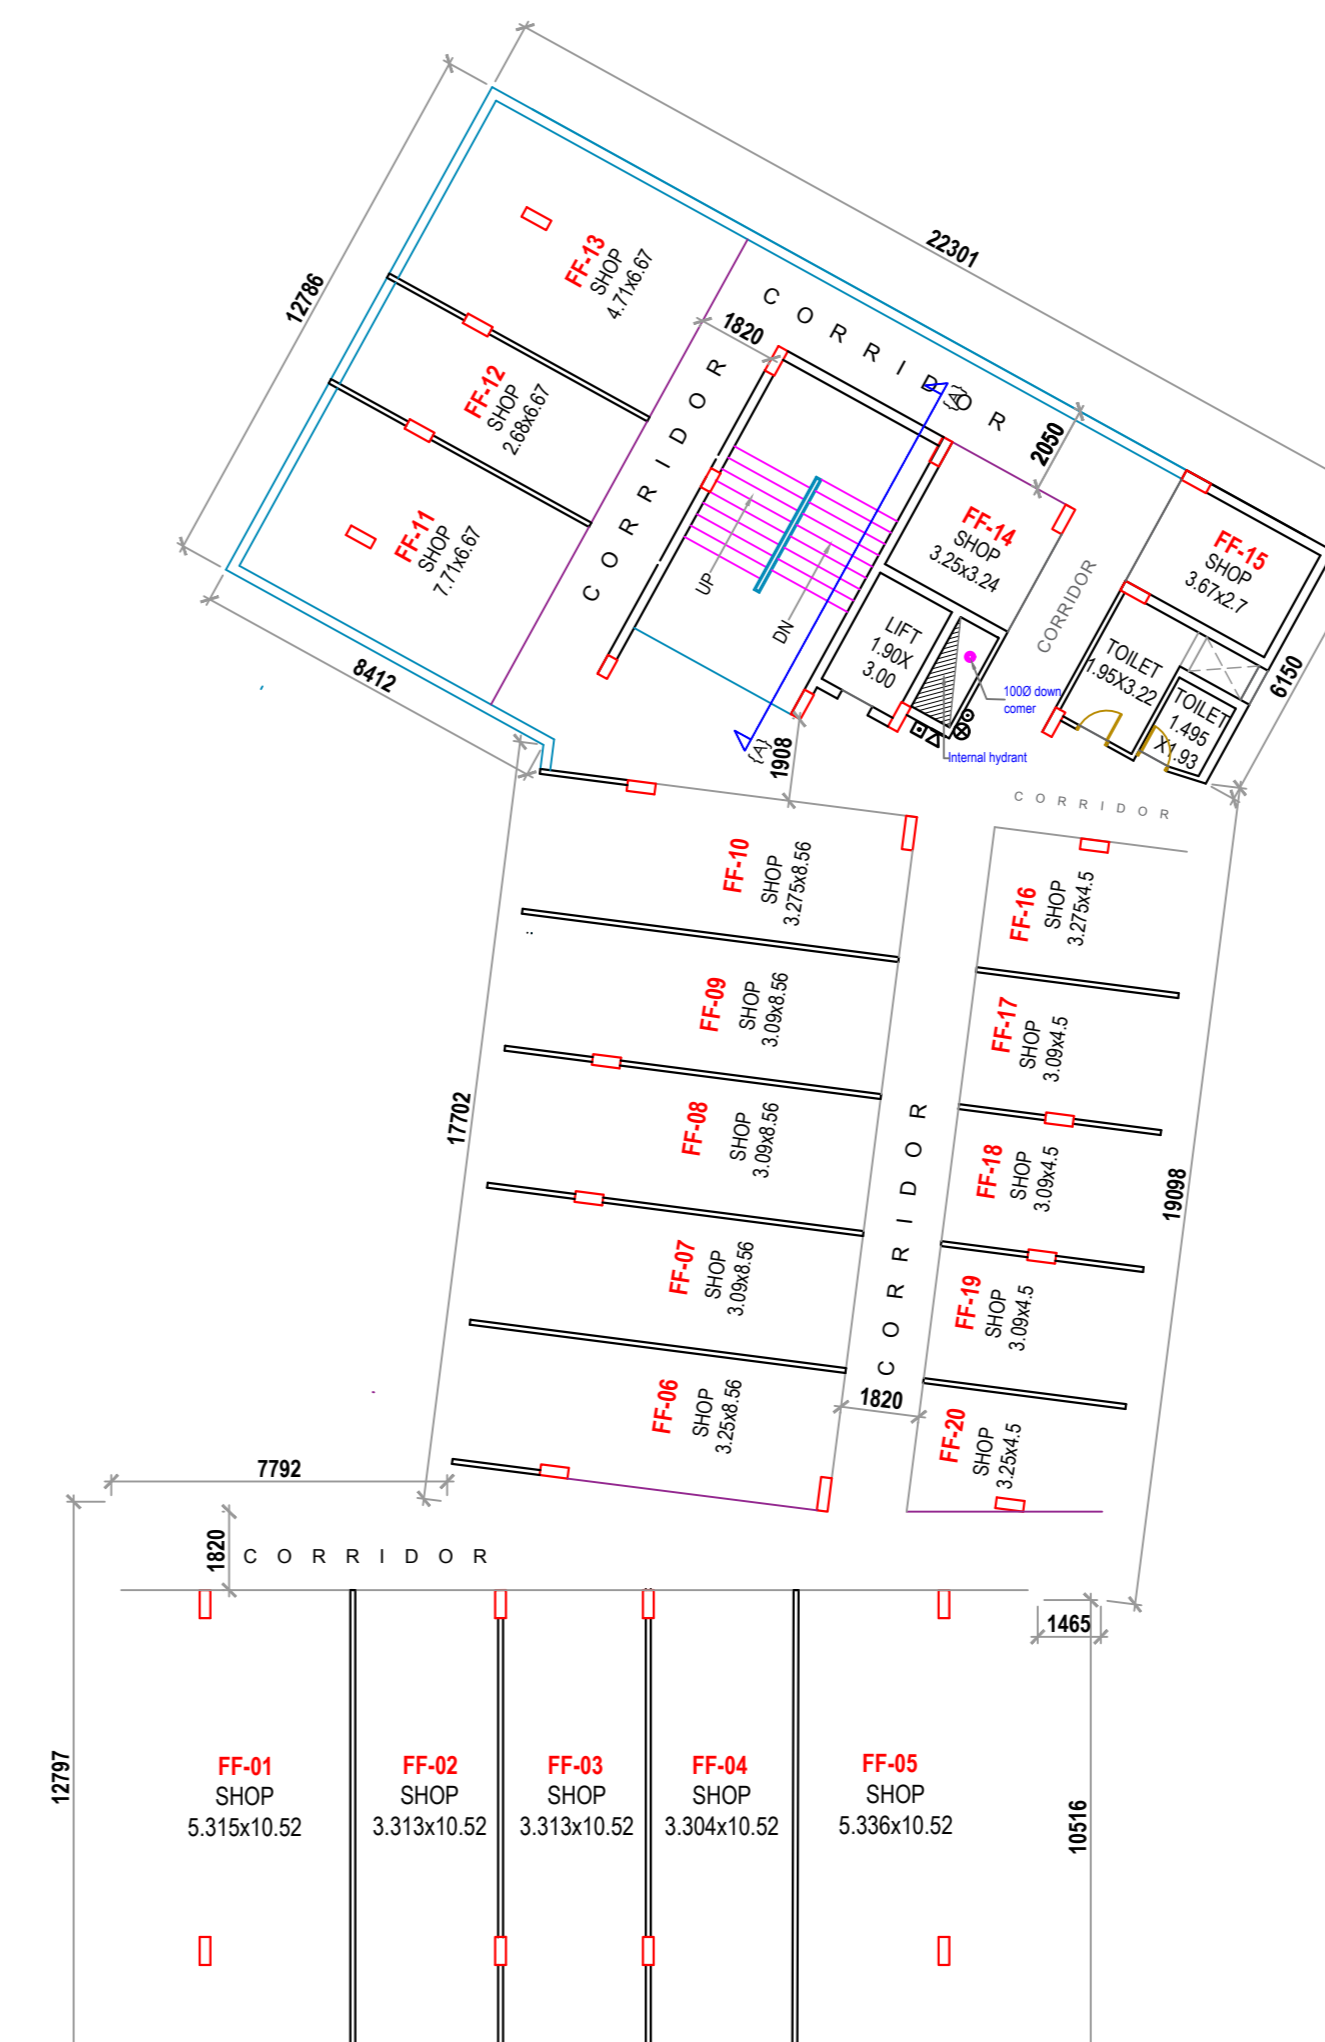 22301
12786
FF-13
SHOP
4.71x6.67
CORRIDOR
1820
{A}
2050
FF-12
SHOP
2.68x6.67
CORRIDOR
FF-11
SHOP
7.71x6.67
UP
DN
FF-14
SHOP
3.25x3.24
CORRIDOR
FF-15
SHOP
3.67x2.7
LIFT
1.90X
3.00
TOILET
1.95X3.22
TOILET
1.495
X1.93
6150
8412
100Ø down
comer
Internal hydrant
{A}
1908
CORRIDOR
FF-10
SHOP
3.275x8.56
FF-16
SHOP
3.275x4.5
FF-09
SHOP
3.09x8.56
FF-17
SHOP
3.09x4.5
17702
FF-08
SHOP
3.09x8.56
CORRIDOR
FF-18
SHOP
3.09x4.5
19098
FF-07
SHOP
3.09x8.56
FF-19
SHOP
3.09x4.5
FF-06
SHOP
3.25x8.56
1820
FF-20
SHOP
3.25x4.5
7792
1820
CORRIDOR
1465
12797
FF-01
SHOP
5.315x10.52
FF-02
SHOP
3.313x10.52
FF-03
SHOP
3.313x10.52
FF-04
SHOP
3.304x10.52
FF-05
SHOP
5.336x10.52
10516